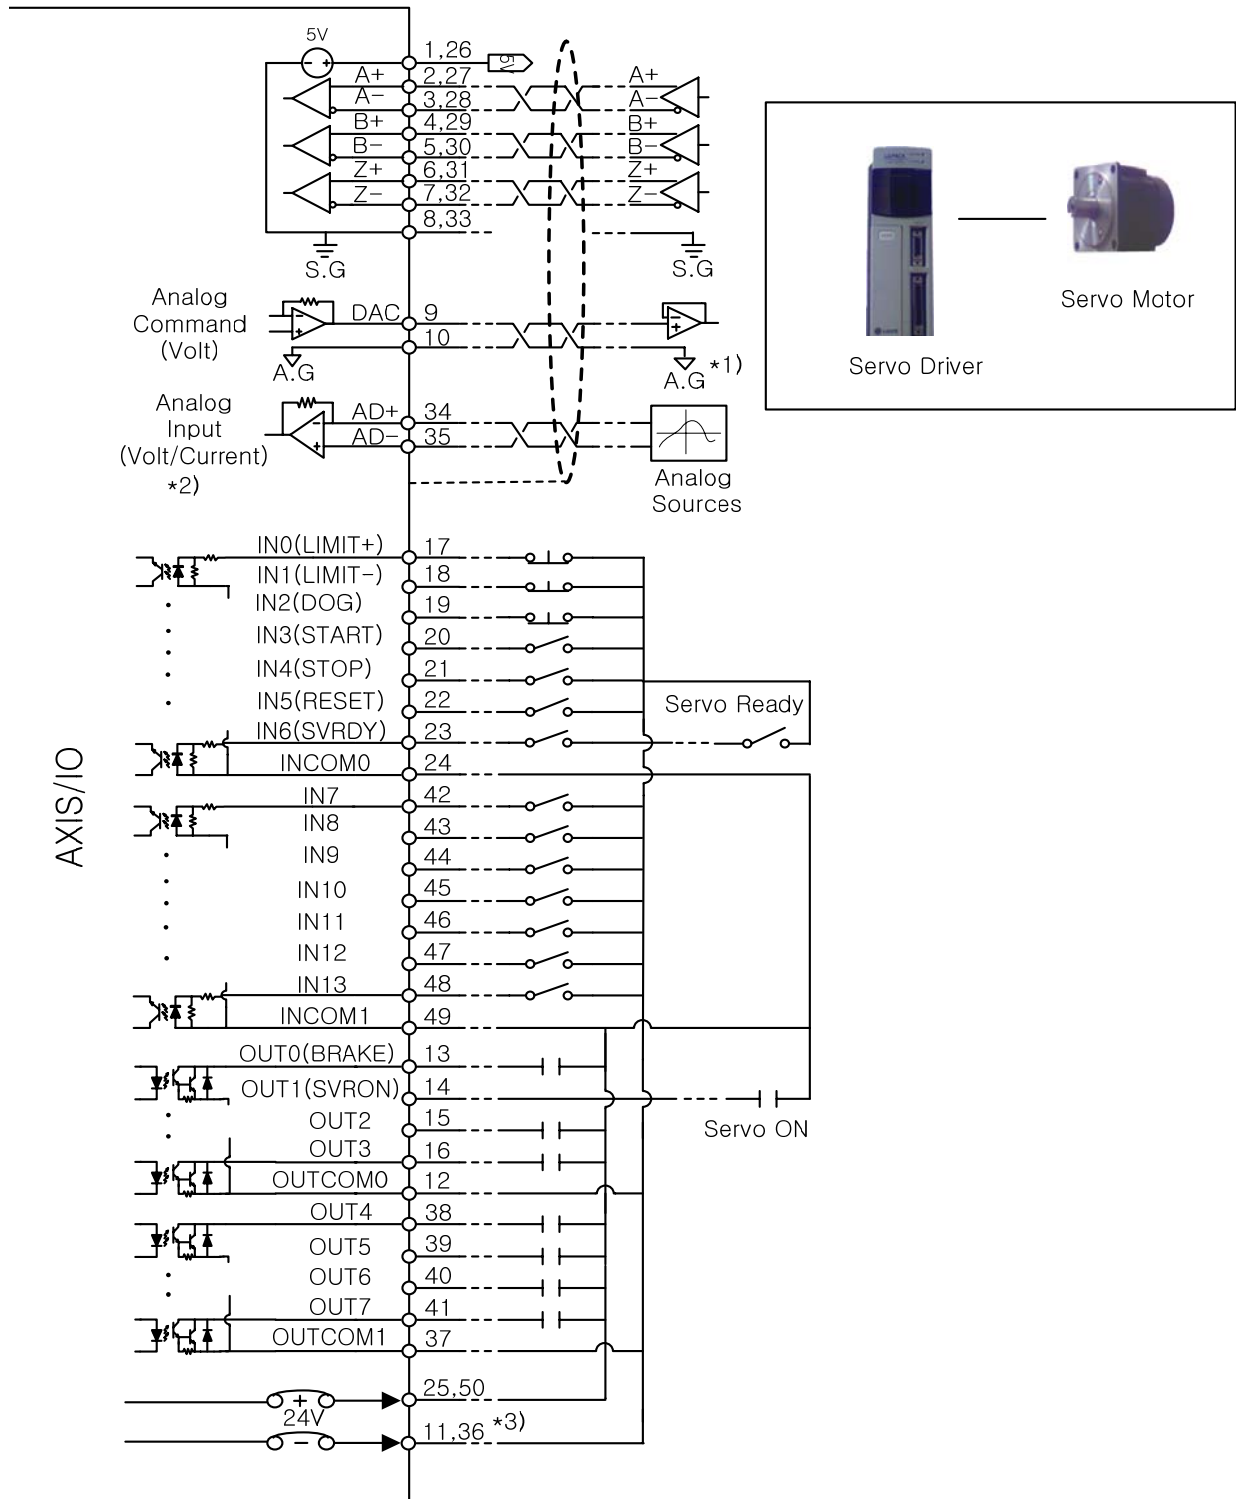 5V
1,26
5V
A+
2,27
A+
A-
3,28
A-
B+
4,29
B+
B-
5,30
B-
Z+
6,31
Z+
Z-
7,32
Z-
8,33
S.G
S.G
Analog
Command
(Volt)
DAC
9
10
A.G
A.G
*1)
Analog
Input
(Volt/Current)
*2)
AD+
34
AD-
35
Analog
Sources
Servo Driver
Servo Motor
AXIS/IO
IN0(LIMIT+)
17
IN1(LIMIT-)
18
IN2(DOG)
19
IN3(START)
20
IN4(STOP)
21
IN5(RESET)
22
Servo Ready
IN6(SVRDY)
23
INCOM0
24
IN7
42
IN8
43
IN9
44
IN10
45
IN11
46
IN12
47
IN13
48
INCOM1
49
OUT0(BRAKE)
13
OUT1(SVRON)
14
Servo ON
OUT2
15
OUT3
16
OUTCOM0
12
OUT4
38
OUT5
39
OUT6
40
OUT7
41
OUTCOM1
37
+
25,50
24V
-
11,36
*3)